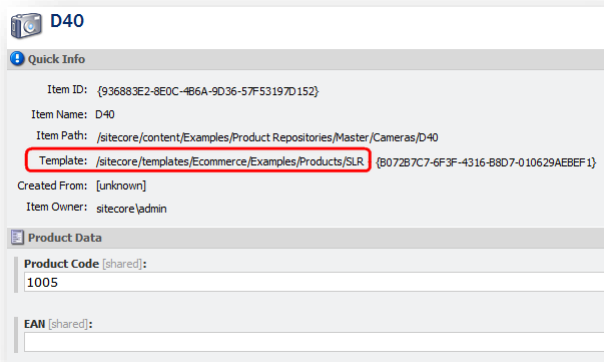 D40
Quick Info
Item ID: {936883E2-8E0C-4B6A-9D36-57F53197D152}
Item Name: D40
Item Path: /sitecore/content/Examples/Product Repositories/Master/Cameras/D40
Template: /sitecore/templates/Ecommerce/Examples/Products/SLR - {B072B7C7-6F3F-4316-B8D7-010629AEBEF1}
Created From: [unknown]
Item Owner: sitecore\admin
Product Data
Product Code [shared]:
1005
EAN [shared]: